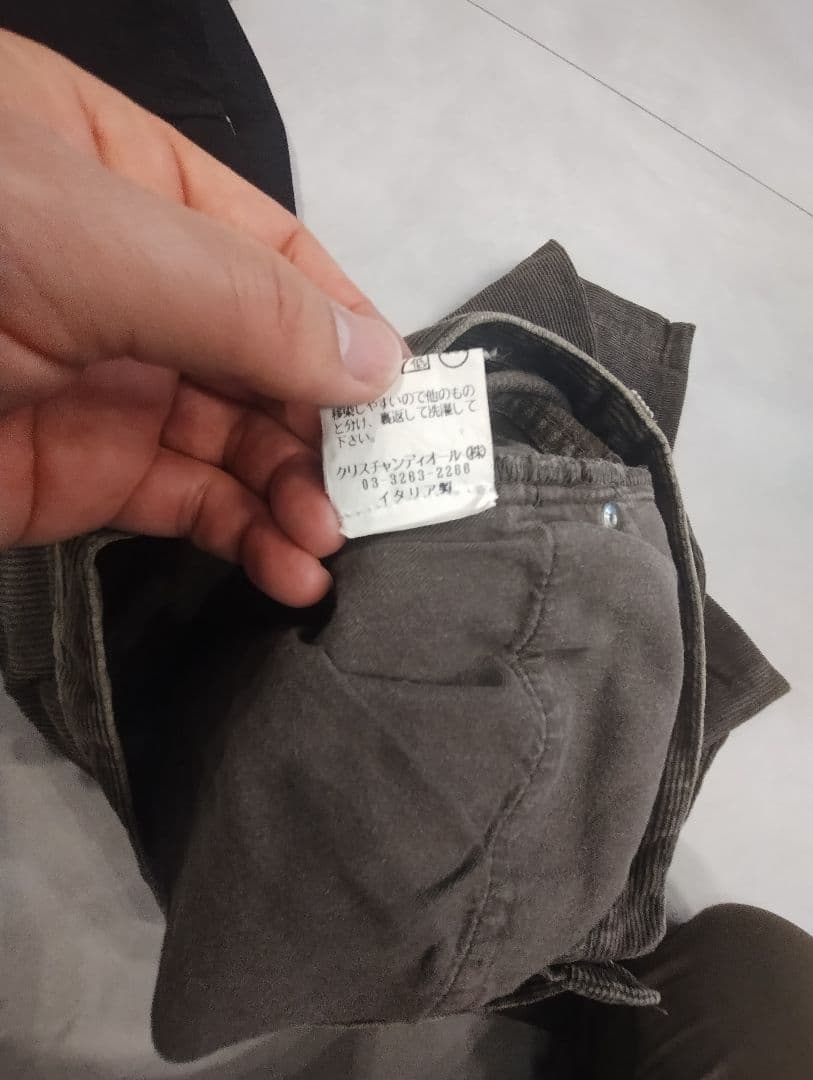 低
移染しやすいので他のもの
と分け、裏返して洗濯して
下さい。
クリスチャンディオール㈱
03-3263-2266
イタリア製